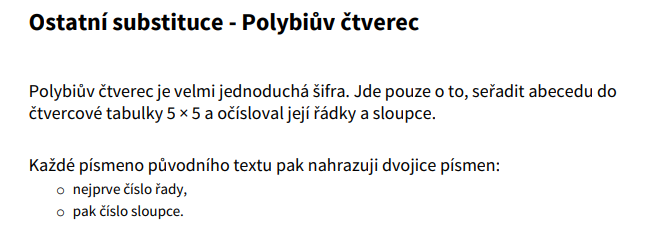 Ostatní substituce - Polybiův čtverec
Polybiův čtverec je velmi jednoduchá šifra. Jde pouze o to, seřadit abecedu do
čtvercové tabulky 5 × 5 a očísloval její řádky a sloupce.
Každé písmeno původního textu pak nahrazuji dvojice písmen:
○ nejprve číslo řady,
○ pak číslo sloupce.